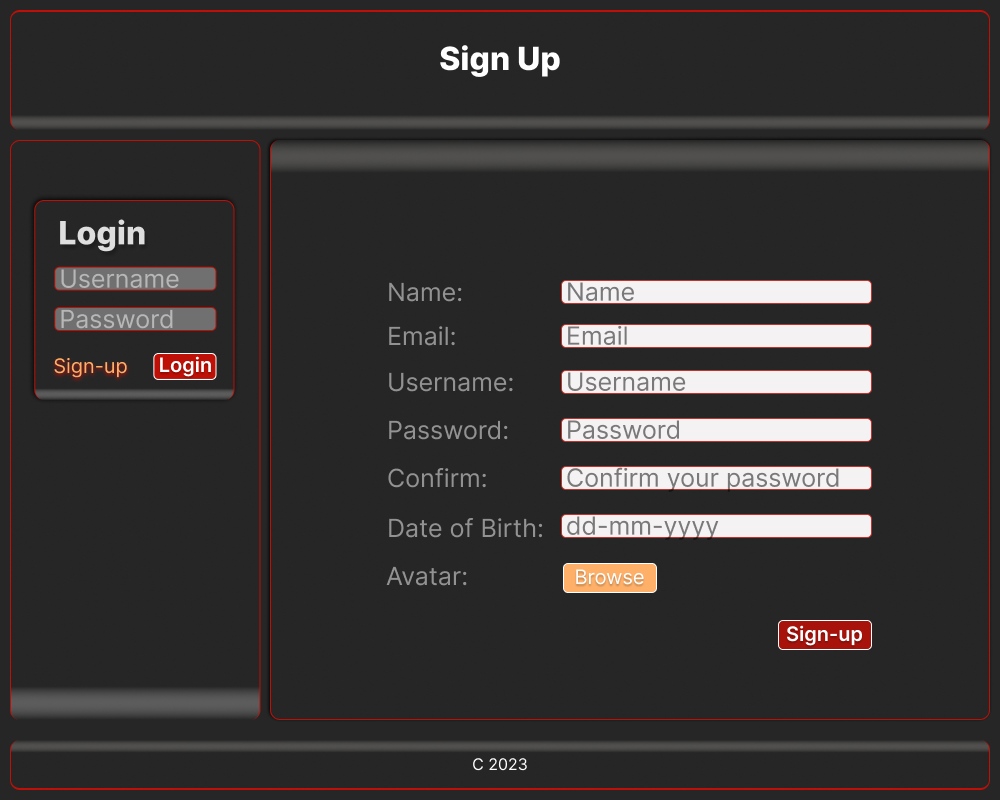 Sign Up
Login
Username
Password
Sign-up Login
Name: Name
Email: Email
Username: Username
Password: Password
Confirm: Confirm your password
Date of Birth: dd-mm-yyyy
Avatar: Browse
Sign-up
C 2023